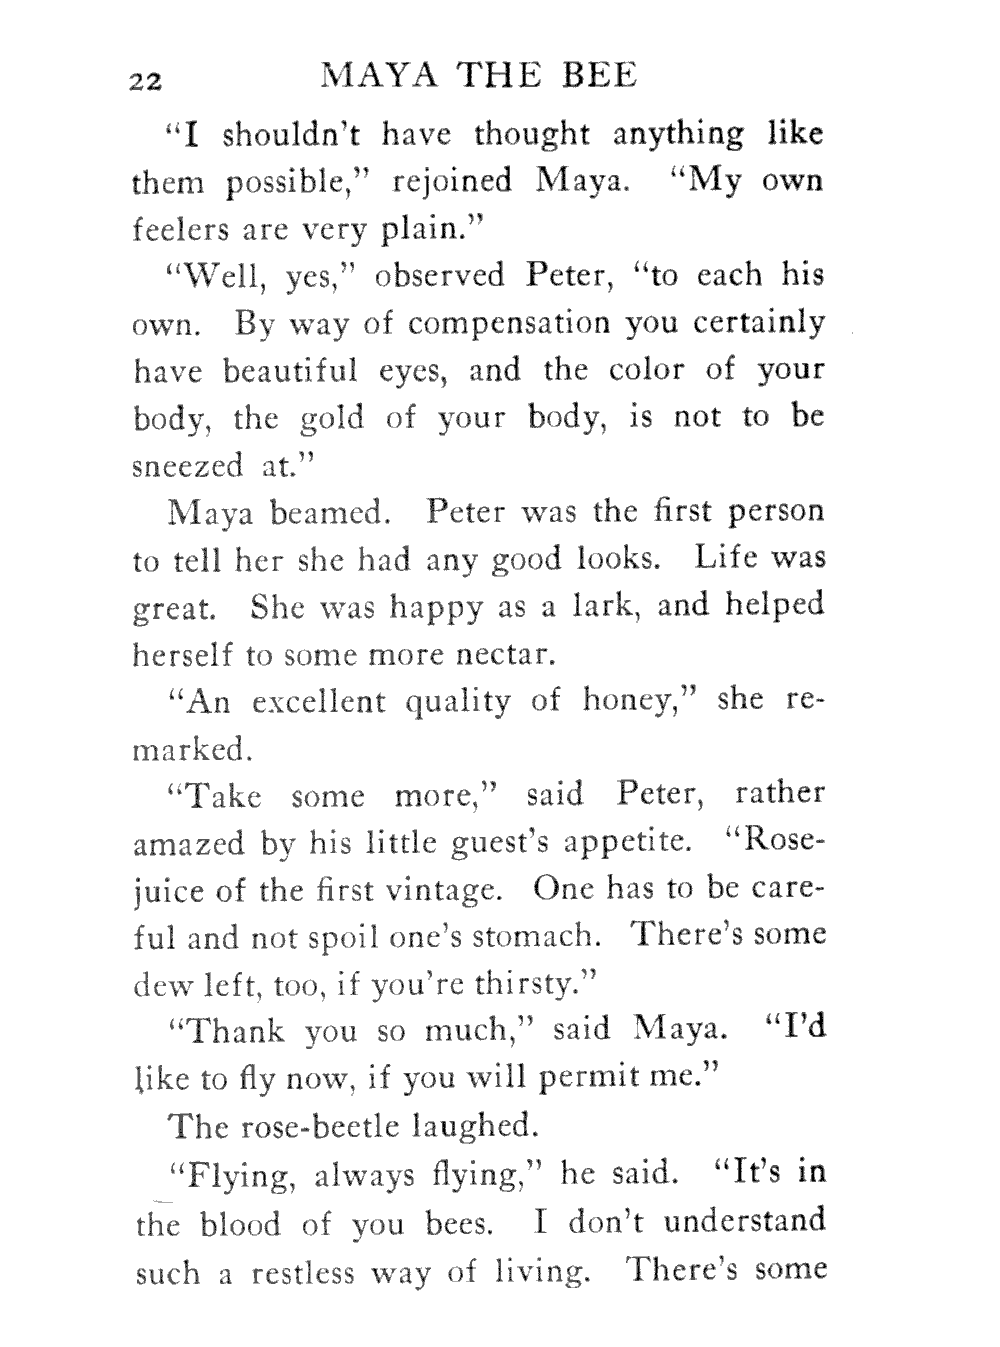 22 MAYA THE BEE
“I shouldn’t have thought anything like
them possible,” rejoined Maya. “My own
feelers are very plain.”
“Well, yes,” observed Peter, “to each his
own. By way of compensation you certainly
have beautiful eyes, and the color of your
body, the gold of your body, is not to be
sneezed at.”
Maya beamed. Peter was the first person
to tell her she had any good looks. Life was
great. She was happy as a lark, and helped
herself to some more nectar.
“An excellent quality of honey,” she re-
marked.
“Take some more,” said Peter, rather
amazed by his little guest’s appetite. “Rose-
juice of the first vintage. One has to be care-
ful and not spoil one’s stomach. There’s some
dew left, too, if you’re thirsty.”
“Thank you so much,” said Maya. “I’d
like to fly now, if you will permit me.”
The rose-beetle laughed.
“Flying, always flying,” he said. “It’s in
the blood of you bees. I don’t understand
such a restless way of living. There’s some